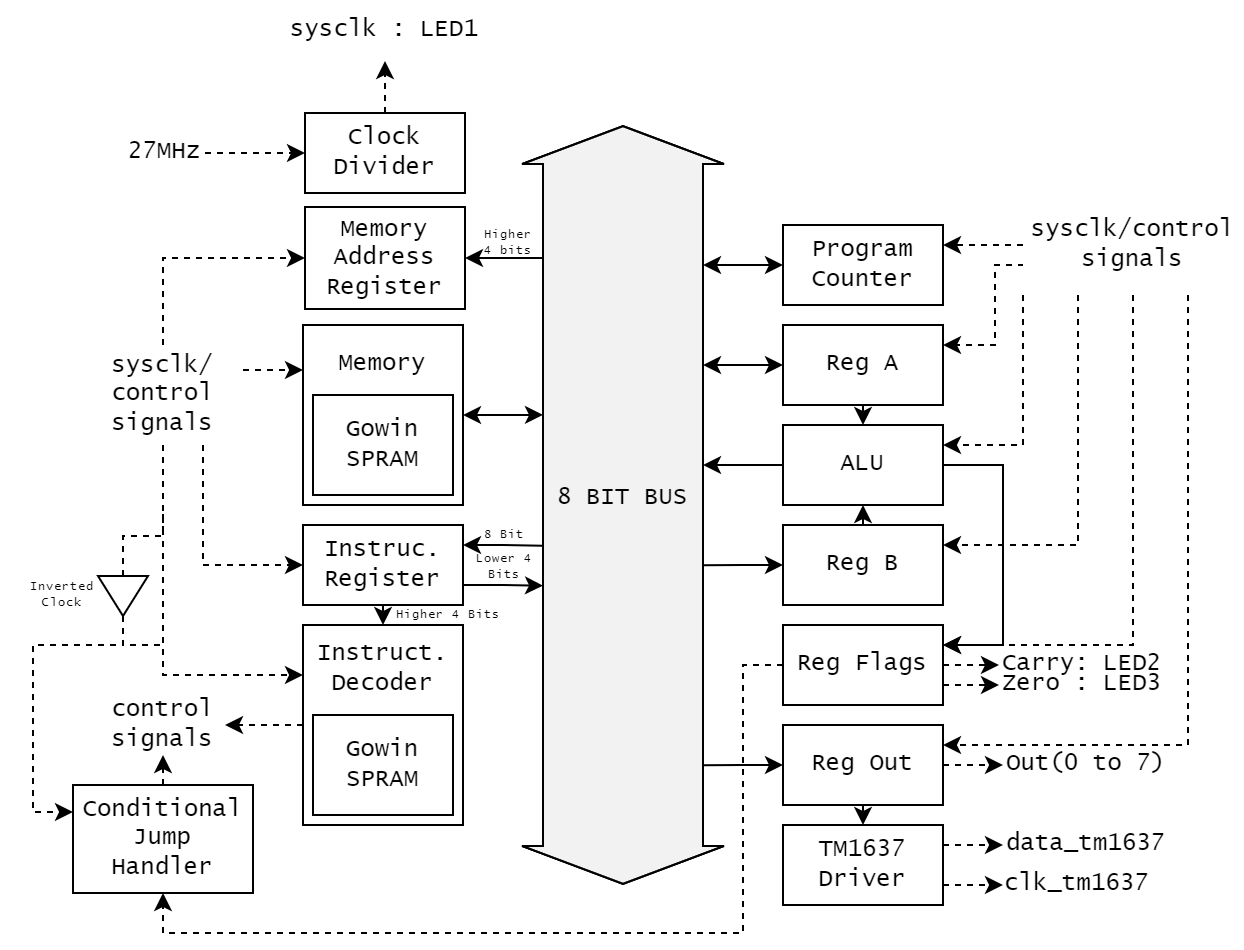 sysclk : LED1
27MHz
Clock
Divider
Memory
Address
Register
Higher
4 bits
sysclk/
control
signals
Memory
Gowin
SPRAM
8 BIT BUS
Instruc.
Register
8 Bit
Lower 4
Bits
Higher 4 Bits
Inverted
Clock
Instruct.
Decoder
Gowin
SPRAM
control
signals
Conditional
Jump
Handler
sysclk/control
signals
Program
Counter
Reg A
ALU
Reg B
Reg Flags
Carry: LED2
Zero : LED3
Reg Out
Out(0 to 7)
TM1637
Driver
data_tm1637
clk_tm1637